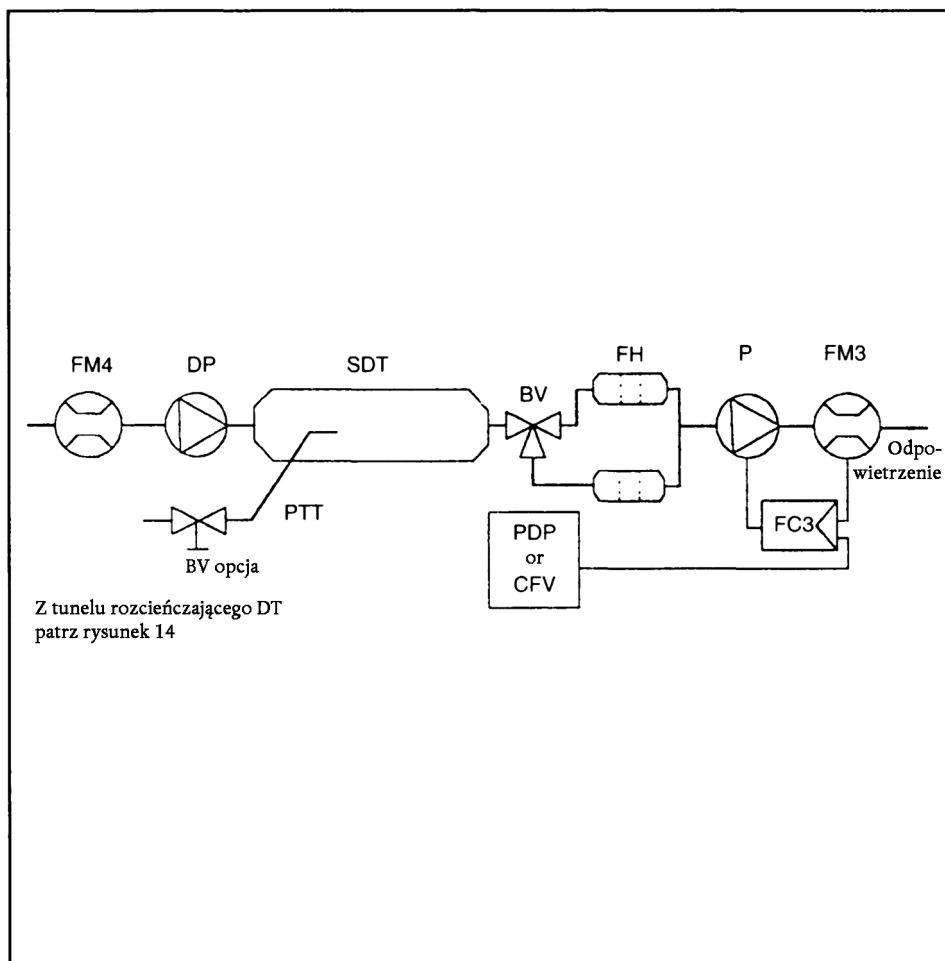 FM4
DP
SDT
BV
FH
P
FM3
Odpo-
wietrzenie
PTT
FC3
BV opcja
PDP
or
CFV
Z tunelu rozcieńczającego DT
patrz rysunek 14